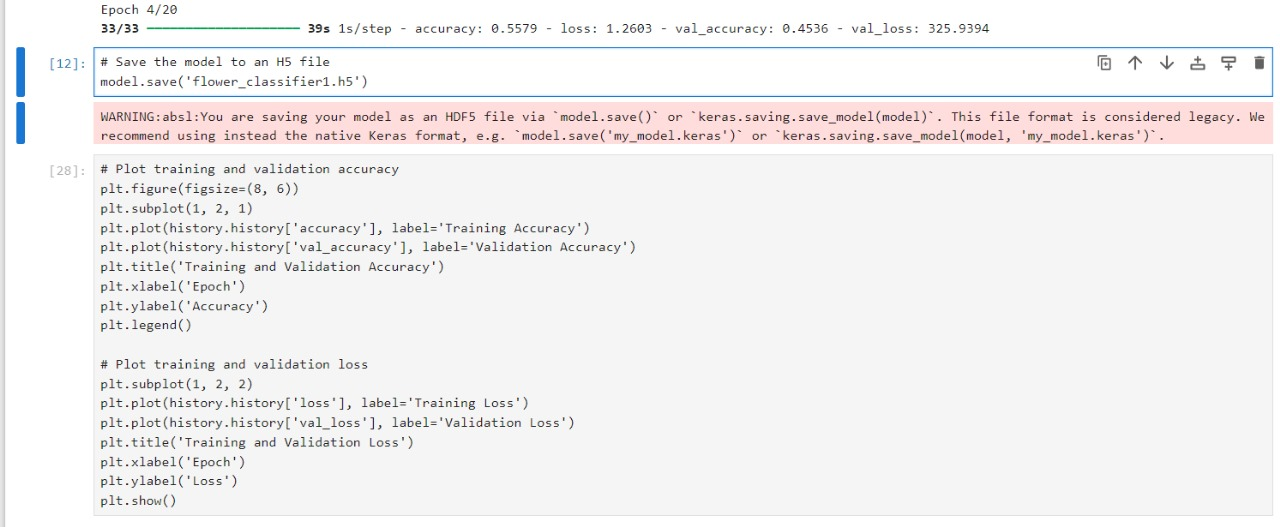 Epoch 4/20
33/33 39s 1s/step - accuracy: 0.5579 - loss: 1.2603 - val_accuracy: 0.4536 - val_loss: 325.9394
[12]: # Save the model to an H5 file
model.save('flower_classifier1.h5')
WARNING:absl:You are saving your model as an HDF5 file via `model.save()` or `keras.saving.save_model(model)`. This file format is considered legacy. We
recommend using instead the native Keras format, e.g. `model.save('my_model.keras')` or `keras.saving.save_model(model, 'my_model.keras')`.
[28]: # Plot training and validation accuracy
plt.figure(figsize=(8, 6))
plt.subplot(1, 2, 1)
plt.plot(history.history['accuracy'], label='Training Accuracy')
plt.plot(history.history['val_accuracy'], label='Validation Accuracy')
plt.title('Training and Validation Accuracy')
plt.xlabel('Epoch')
plt.ylabel('Accuracy')
plt.legend()

# Plot training and validation loss
plt.subplot(1, 2, 2)
plt.plot(history.history['loss'], label='Training Loss')
plt.plot(history.history['val_loss'], label='Validation Loss')
plt.title('Training and Validation Loss')
plt.xlabel('Epoch')
plt.ylabel('Loss')
plt.show()